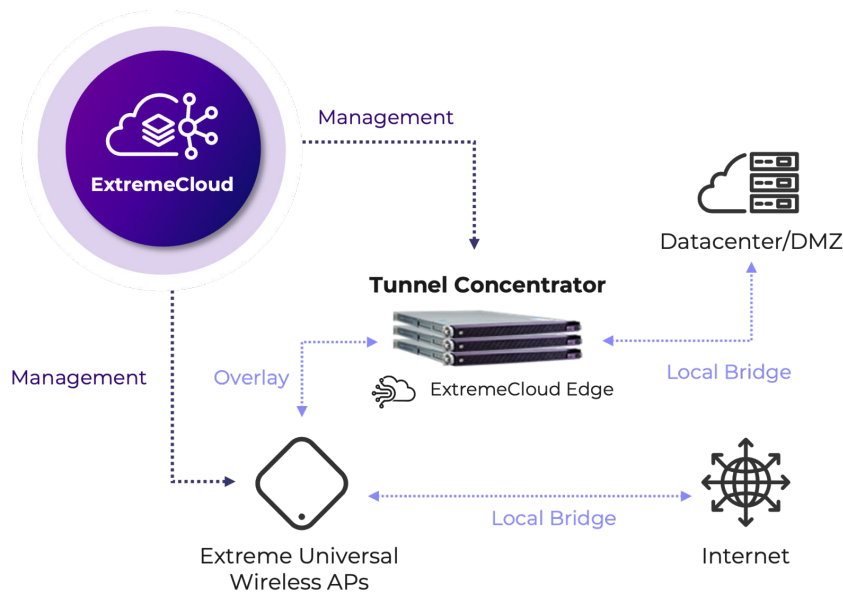 Management
ExtremeCloud
Datacenter/DMZ
Tunnel Concentrator
Management
Overlay
Local Bridge
ExtremeCloud Edge
Local Bridge
Extreme Universal
Wireless APs
Internet